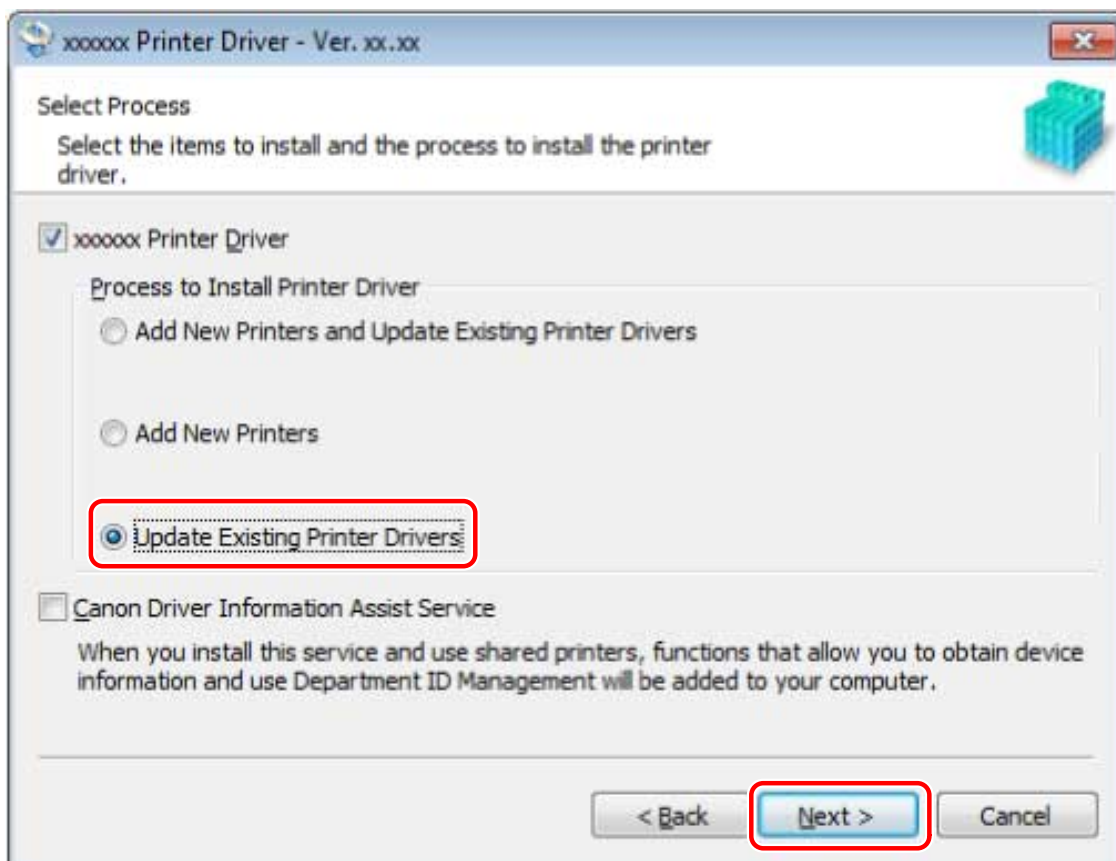 xxxxxx Printer Driver - Ver. xx.xx
Select Process
Select the items to install and the process to install the printer
driver.
xxxxxx Printer Driver
Process to Install Printer Driver
Add New Printers and Update Existing Printer Drivers
Add New Printers
Update Existing Printer Drivers
Canon Driver Information Assist Service
When you install this service and use shared printers, functions that allow you to obtain device
information and use Department ID Management will be added to your computer.
< Back Next > Cancel